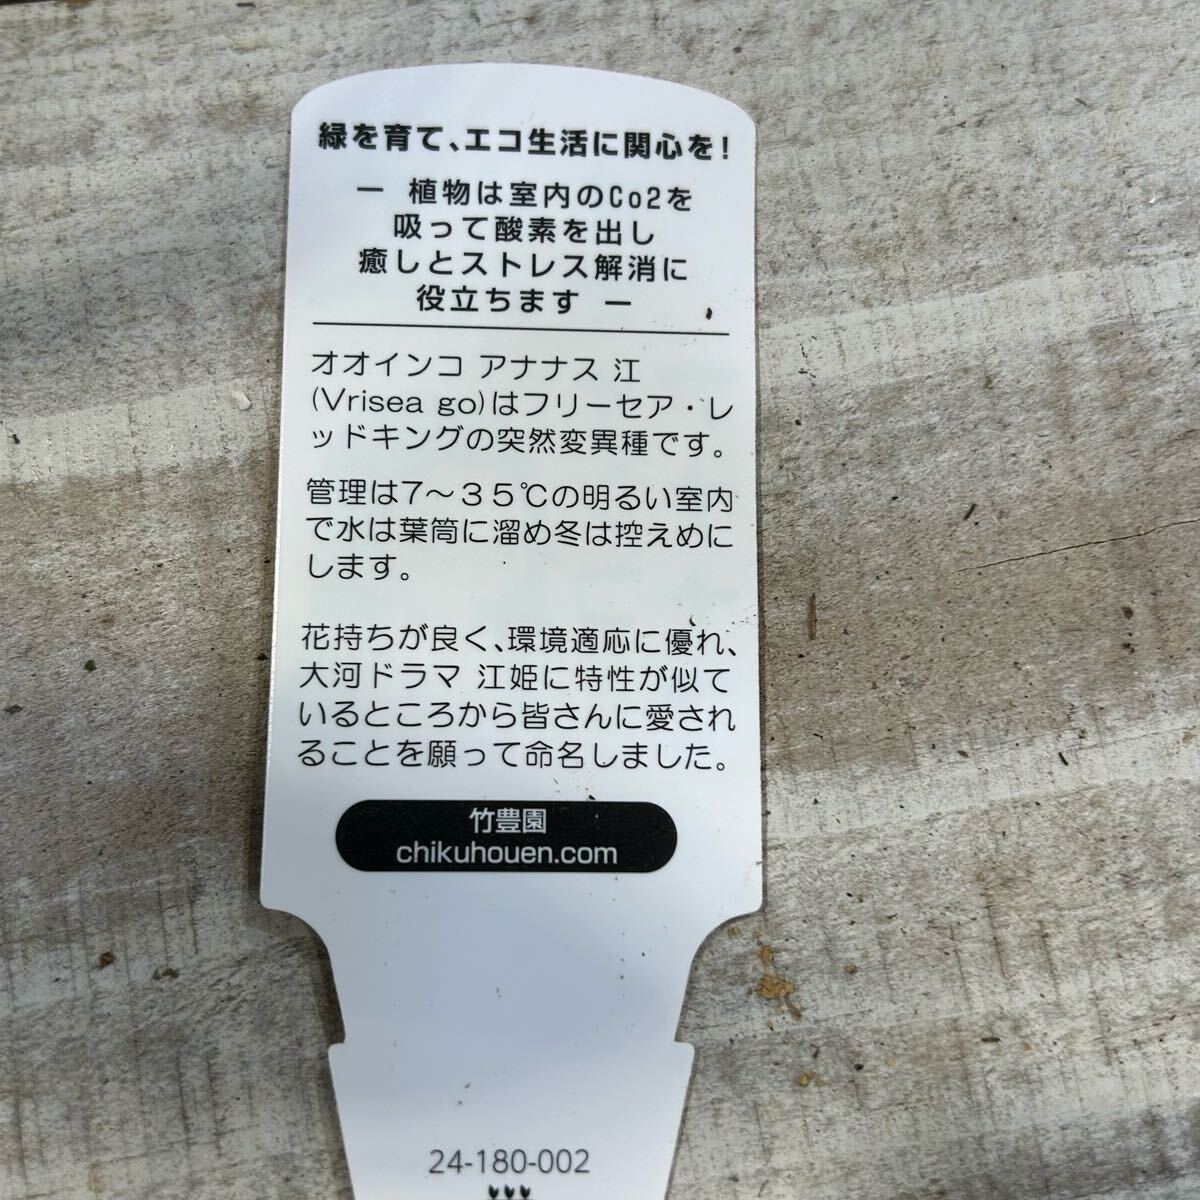 緑を育て、エコ生活に関心を!
― 植物は室内のCo2を
吸って酸素を出し
癒しとストレス解消に
役立ちます ―
オオインコ アナナス 江
(Vrisea go)はフリーセア・レ
ッドキングの突然変異種です。
管理は7～35℃の明るい室内
で水は葉筒に溜め冬は控えめに
します。
花持ちが良く、環境適応に優れ、
大河ドラマ 江姫に特性が似て
いるところから皆さんに愛され
ることを願って命名しました。
竹豊園
chikuhouen.com
24-180-002